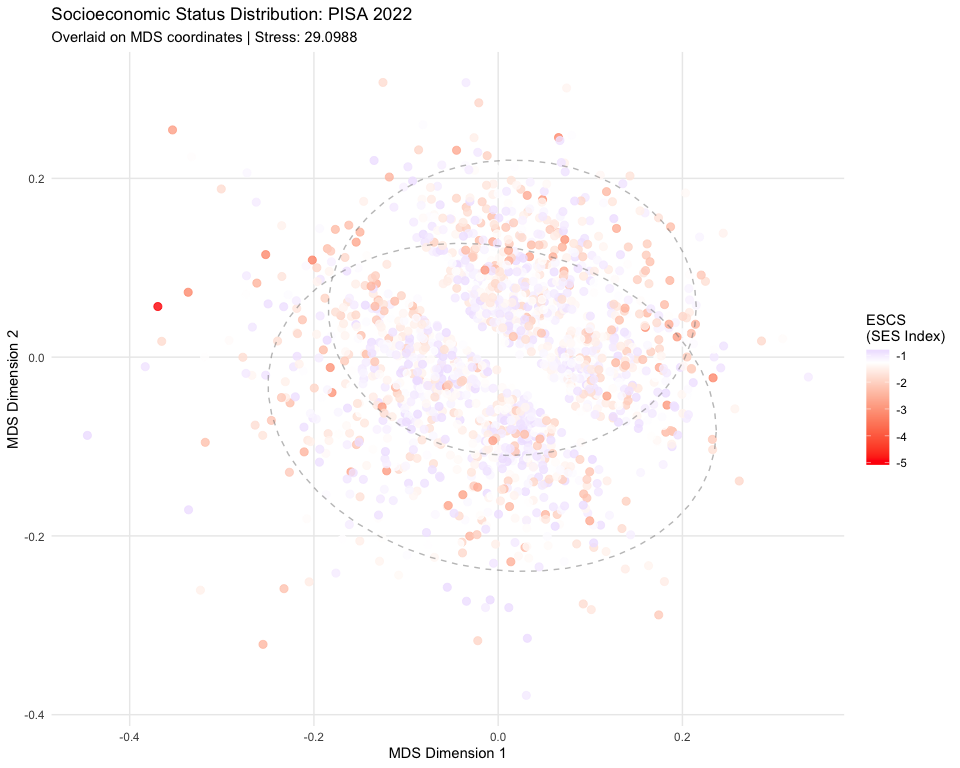 Socioeconomic Status Distribution: PISA 2022
Overlaid on MDS coordinates | Stress: 29.0988
MDS Dimension 2
0.2
0.0
-0.2
-0.4
-0.4
-0.2
0.0
0.2
MDS Dimension 1
ESCS
(SES Index)
-1
-2
-3
-4
-5